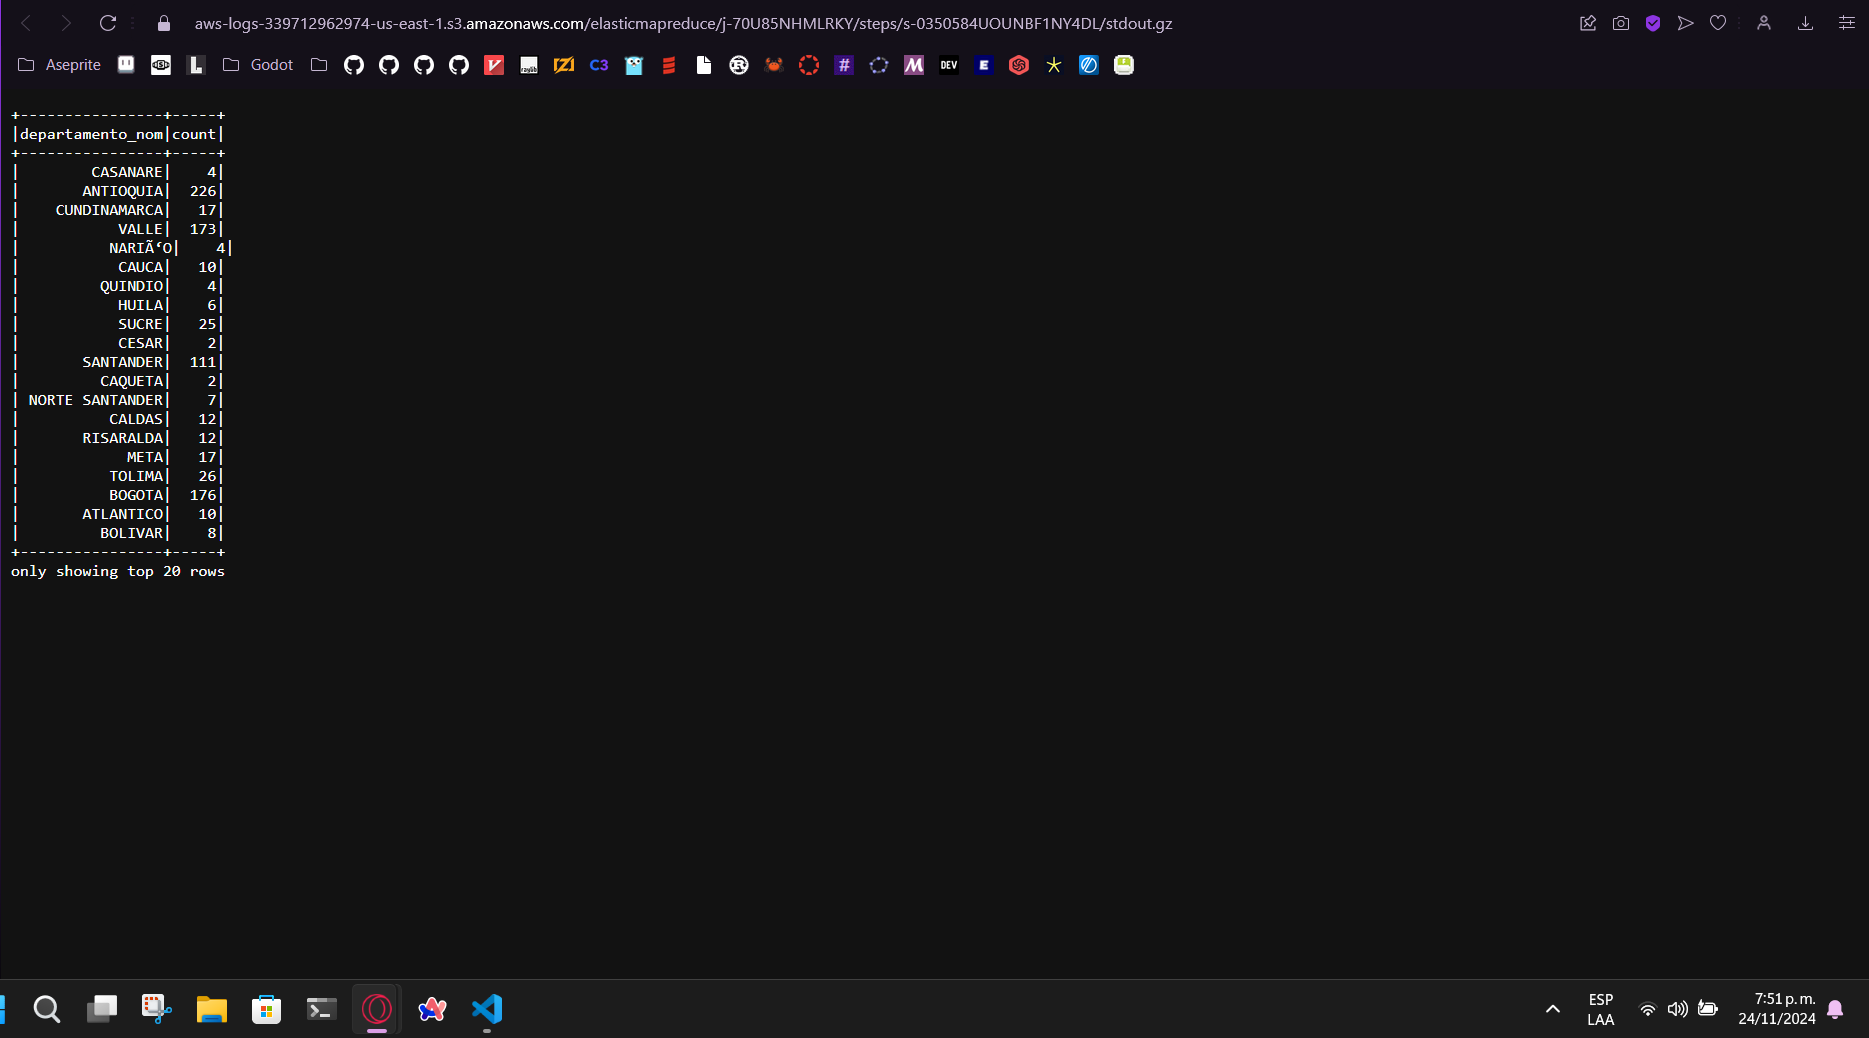 aws-logs-339712962974-us-east-1.s3.amazonaws.com/elasticmapreduce/j-70U85NHMLRKY/steps/s-0350584UOUNBF1NY4DL/stdout.gz
Aseprite Godot C3 # M DEV E
+----------------+-----+
|departamento_nom|count|
+----------------+-----+
|        CASANARE|    4|
|       ANTIOQUIA|  226|
|    CUNDINAMARCA|   17|
|           VALLE|  173|
|          NARIÃ‘O|    4|
|           CAUCA|   10|
|         QUINDIO|    4|
|           HUILA|    6|
|           SUCRE|   25|
|           CESAR|    2|
|       SANTANDER|  111|
|         CAQUETA|    2|
| NORTE SANTANDER|    7|
|          CALDAS|   12|
|       RISARALDA|   12|
|            META|   17|
|          TOLIMA|   26|
|          BOGOTA|  176|
|       ATLANTICO|   10|
|         BOLIVAR|    8|
+----------------+-----+
only showing top 20 rows
ESP 7:51 p. m.
LAA 24/11/2024